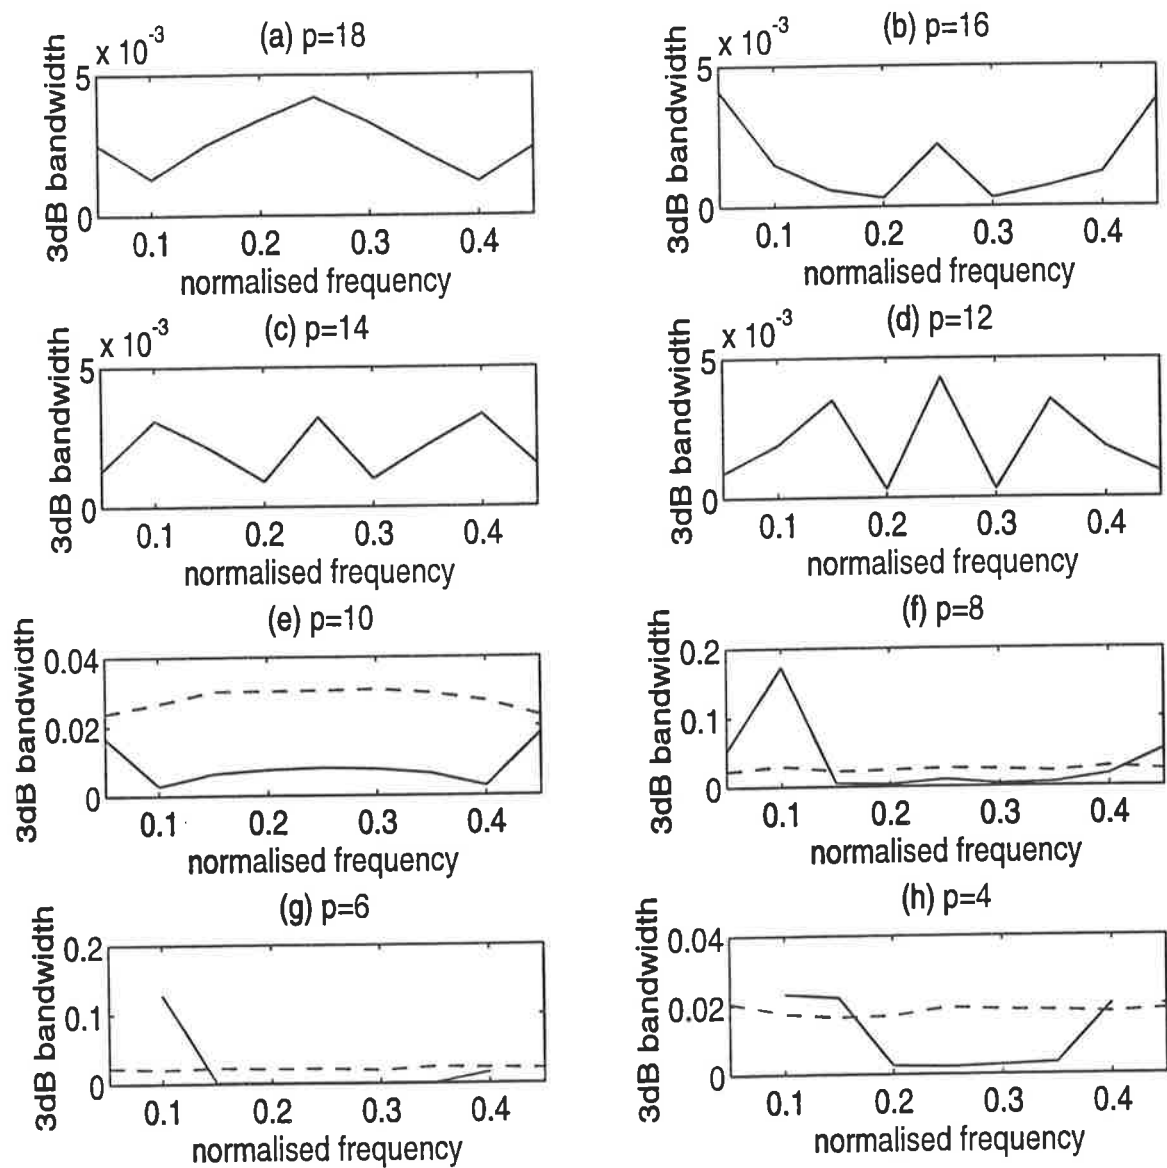 (a) p=18
x 10-3
5
0
3dB bandwidth
0.1 0.2 0.3 0.4
normalised frequency
(b) p=16
x 10-3
5
0
3dB bandwidth
0.1 0.2 0.3 0.4
normalised frequency
(c) p=14
x 10-3
5
0
3dB bandwidth
0.1 0.2 0.3 0.4
normalised frequency
(d) p=12
x 10-3
5
0
3dB bandwidth
0.1 0.2 0.3 0.4
normalised frequency
(e) p=10
0.04
0.02
0
3dB bandwidth
0.1 0.2 0.3 0.4
normalised frequency
(f) p=8
0.2
0.1
0
3dB bandwidth
0.1 0.2 0.3 0.4
normalised frequency
(g) p=6
0.2
0.1
0
3dB bandwidth
0.1 0.2 0.3 0.4
normalised frequency
(h) p=4
0.04
0.02
0
3dB bandwidth
0.1 0.2 0.3 0.4
normalised frequency